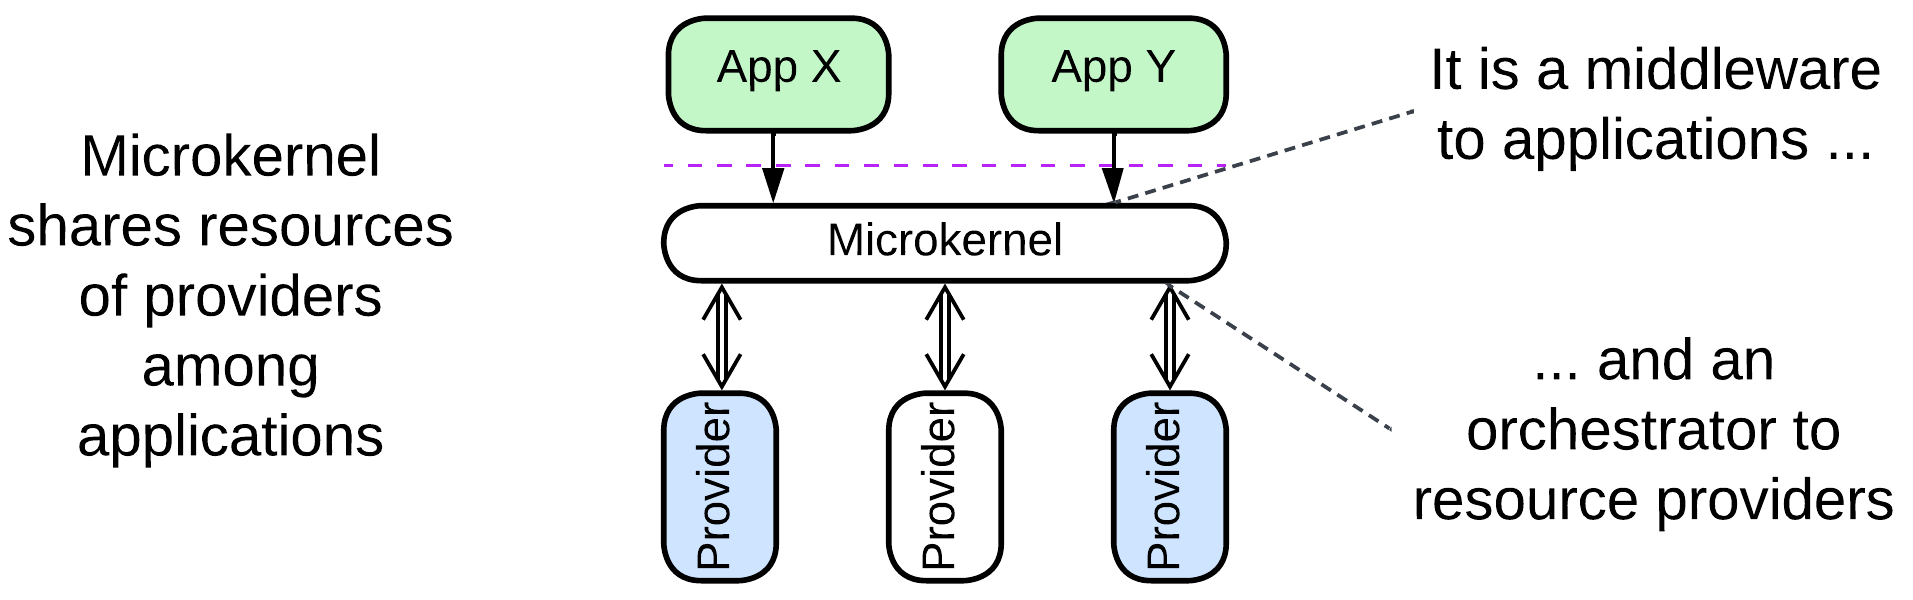 Microkernel
shares resources
of providers
among
applications
App X
App Y
Microkernel
Provider
Provider
Provider
It is a middleware
to applications ...
... and an
orchestrator to
resource providers